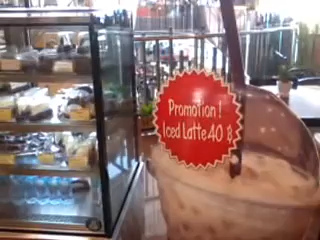 Promotion !
Iced Latte 40 ฿